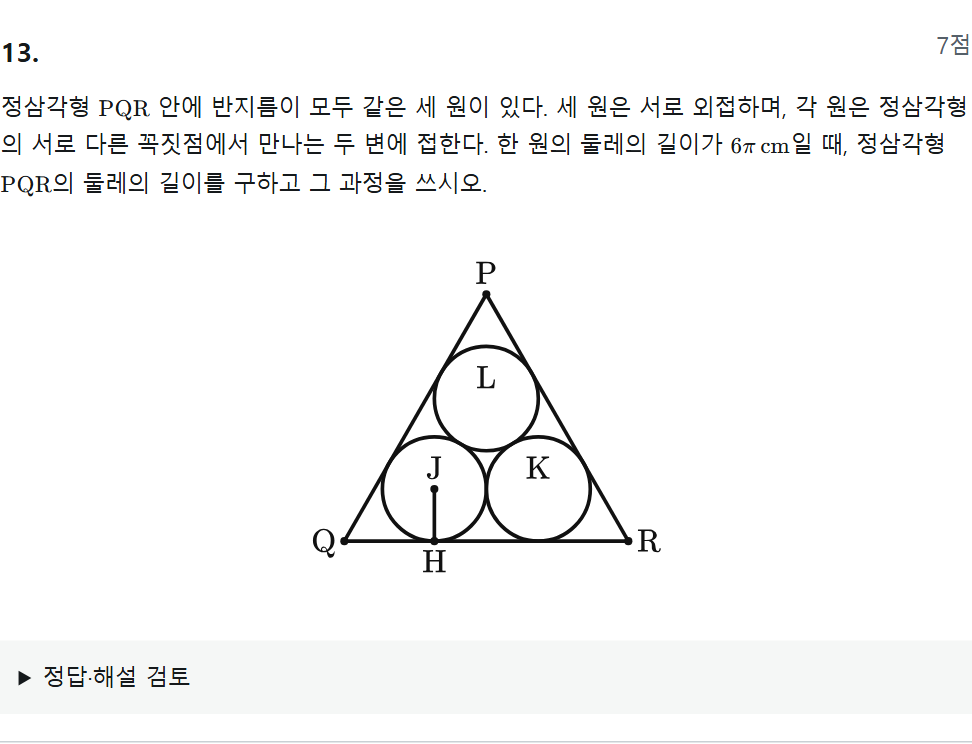 13.
7점
정삼각형 PQR 안에 반지름이 모두 같은 세 원이 있다. 세 원은 서로 외접하며, 각 원은 정삼각형
의 서로 다른 꼭짓점에서 만나는 두 변에 접한다. 한 원의 둘레의 길이가 6π cm일 때, 정삼각형
PQR의 둘레의 길이를 구하고 그 과정을 쓰시오.
P
L
J
K
Q
R
H
▶ 정답·해설 검토